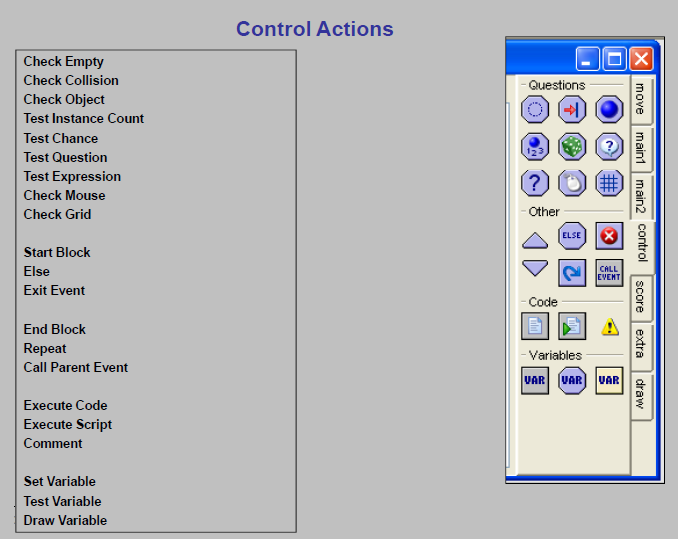 Control Actions
Check Empty
Check Collision
Check Object
Test Instance Count
Test Chance
Test Question
Test Expression
Check Mouse
Check Grid
Start Block
Else
Exit Event
End Block
Repeat
Call Parent Event
Execute Code
Execute Script
Comment
Set Variable
Test Variable
Draw Variable
Questions
123
?
?
Other
ELSE
CALL
EVENT
Code
Variables
VAR
VAR
VAR
move
main1
main2
control
score
extra
draw